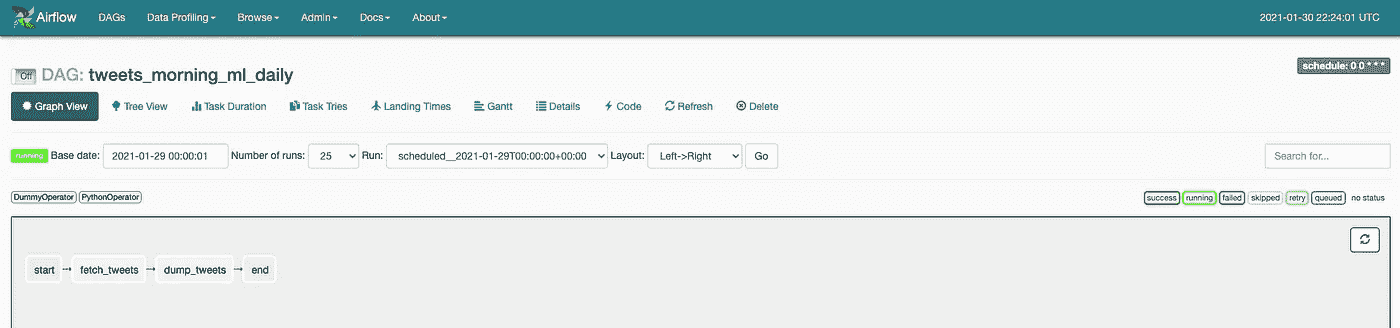 Airflow DAGs Data Profiling Browse Admin Docs About 2021-01-30 22:24:01 UTC
schedule: 0 0 * * *
Off DAG: tweets_morning_ml_daily
Graph View Tree View Task Duration Task Tries Landing Times Gantt Details Code Refresh Delete
running Base date: 2021-01-29 00:00:01 Number of runs: 25 Run: scheduled__2021-01-29T00:00:00+00:00 Layout: Left->Right Go Search for...
DummyOperator PythonOperator success running failed skipped retry queued no status
start fetch_tweets dump_tweets end